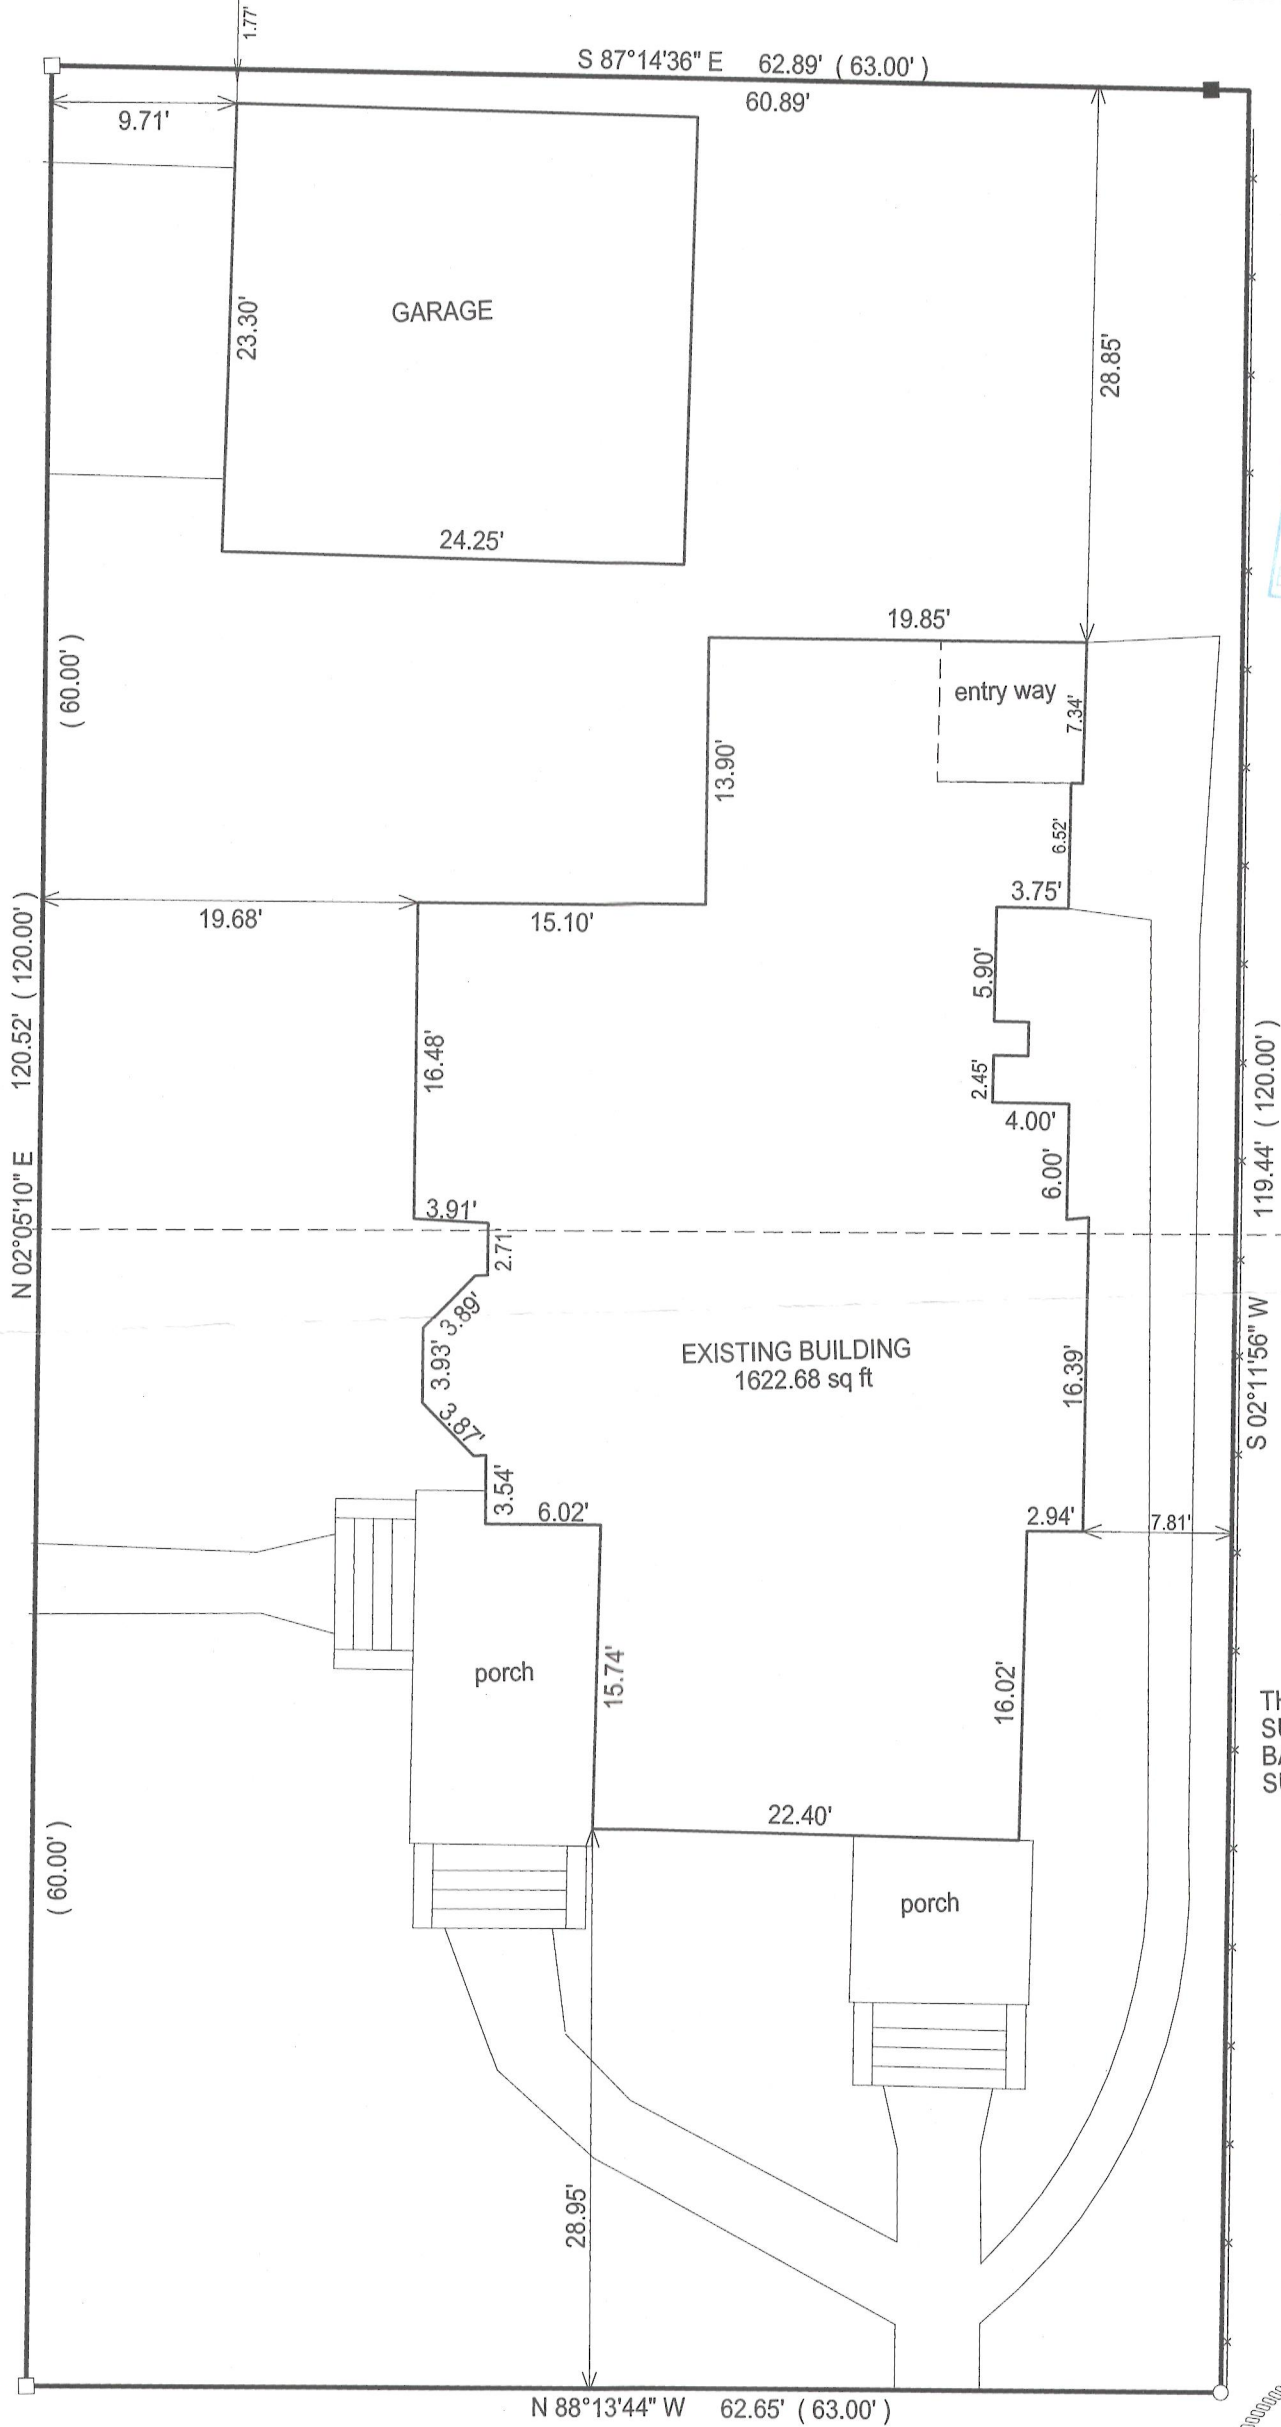 1.77'
S 87°14'36" E 62.89' ( 63.00' )
60.89'
9.71'
GARAGE
23.30'
28.85'
24.25'
19.85'
( 60.00' )
entry way
7.34'
13.90'
6.52'
3.75'
19.68'
15.10'
5.90'
N 02°05'10" E 120.52' ( 120.00' )
16.48'
2.45'
4.00'
S 02°11'56" W 119.44' ( 120.00' )
6.00'
3.91'
2.71'
3.89'
EXISTING BUILDING
1622.68 sq ft
3.93'
16.39'
3.87'
3.54'
6.02'
2.94'
7.81'
porch
15.74'
16.02'
22.40'
( 60.00' )
porch
28.95'
N 88°13'44" W 62.65' ( 63.00' )